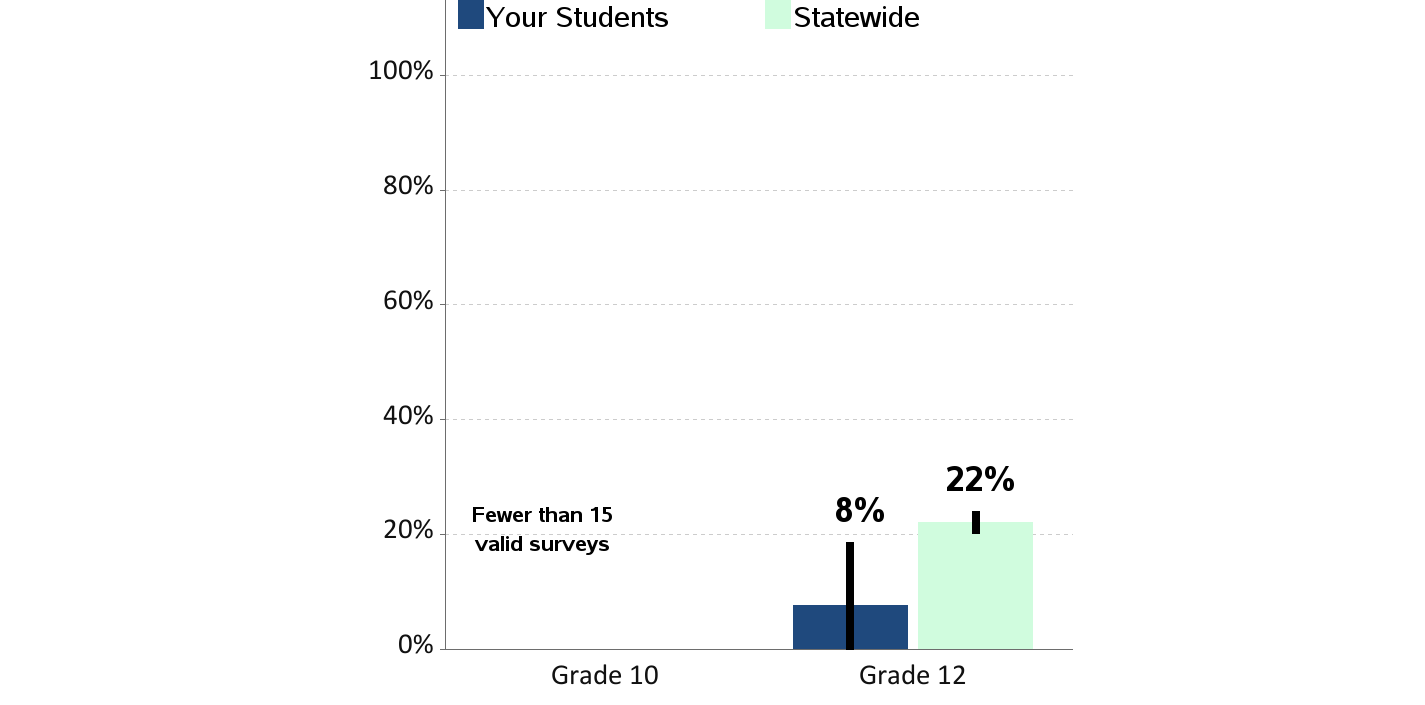 Your Students Statewide
100%
80%
60%
40%
20%
0%
22%
8%
Fewer than 15
valid surveys
Grade 10 Grade 12